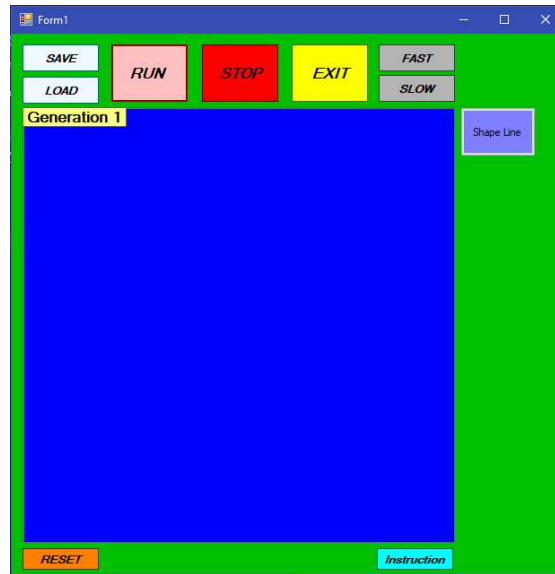 Form1
SAVE
LOAD
RUN
STOP
EXIT
FAST
SLOW
Generation 1
Shape Line
RESET
Instruction